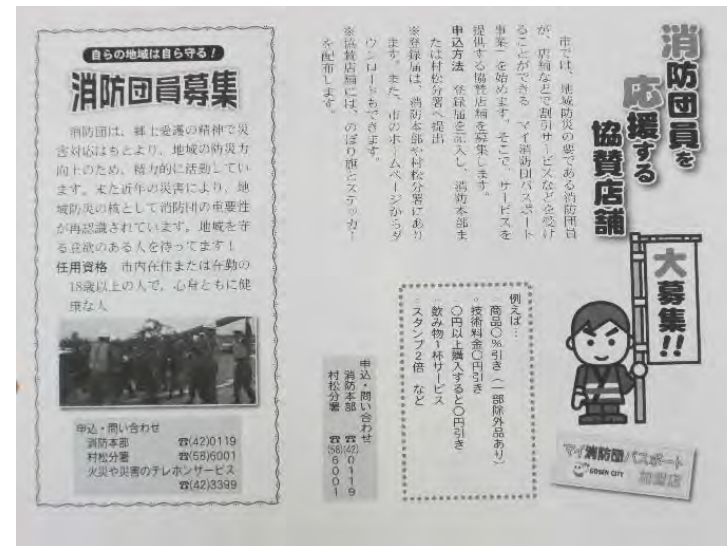 消防団員を
応援する
協賛店舗
大募集!!
市では、地域防災の要である消防団員
が、店舗などで割引サービスなどを受け
ることができる マイ消防団パスポート
事業 を始めます。そこで、サービスを
提供する協賛店舗を募集します。
申込方法 登録届を記入し、消防本部ま
たは村松分署へ提出
※登録届は、消防本部や村松分署にあり
ます。また、市のホームページからダ
ウンロードもできます。
※協賛店舗には、のぼり旗とステッカー
を配布します。
例えば…
・商品○%引き(一部除外品あり)
・技術料金○円引き
・○円以上購入すると○円引き
・飲み物1杯サービス
・スタンプ2倍 など
申込・問い合わせ
消防本部 ☎(42)0119
村松分署 ☎(58)6001
マイ消防団パスポート
GOSEN CITY 加盟店
自らの地域は自ら守る!
消防団員募集
消防団は、郷土愛護の精神で災
害対応はもとより、地域の防災力
向上のため、精力的に活動してい
ます。また近年の災害により、地
域防災の核として消防団の重要性
が再認識されています。地域を守
る意欲のある人を待ってます!
任用資格 市内在住または在勤の
18歳以上の人で、心身ともに健
康な人
申込・問い合わせ
消防本部 ☎(42)0119
村松分署 ☎(58)6001
火災や災害のテレホンサービス
☎(42)3399